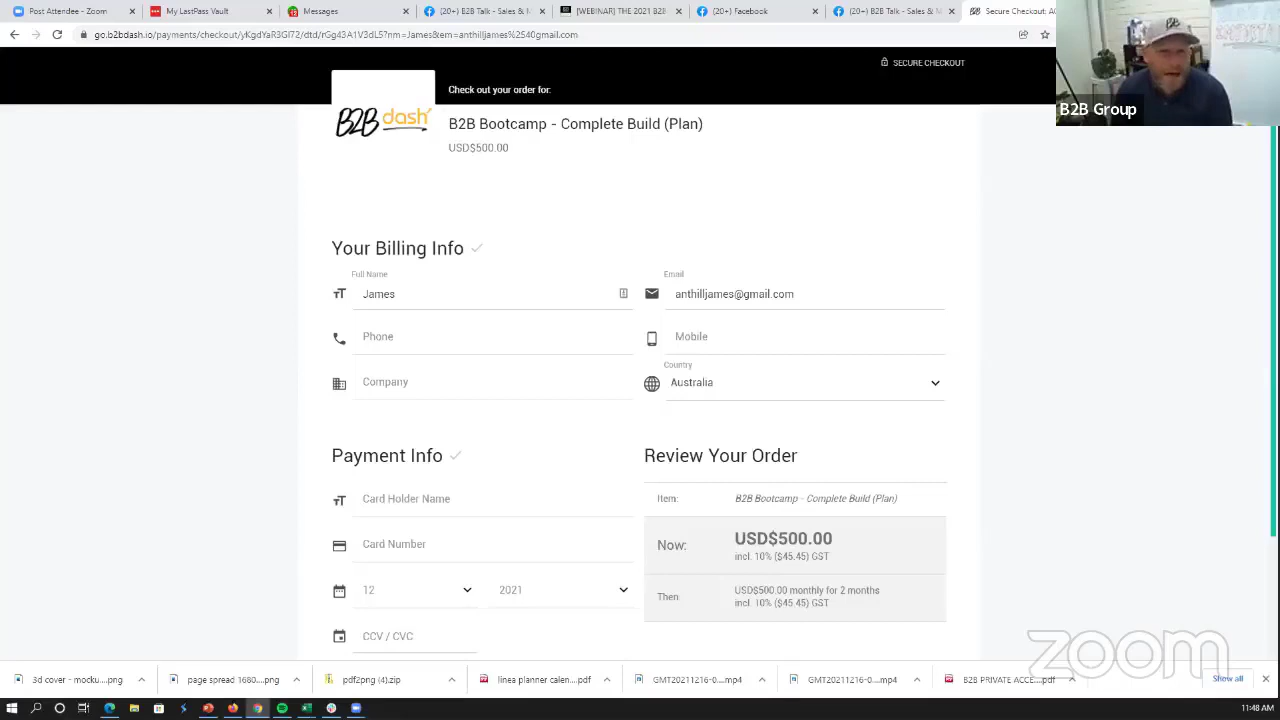 Post Attendee - Zoom
My LastPass Vault
Messages
(20+) B2B Talk - Sales & M
[WEBINAR] THE 2021 B2B
(20+) Facebook
(20+) B2B Talk - Sales & M
Secure Checkout:
go.b2bdash.io/payments/checkout/yKgdYaR3Gl72/dtd/rGg43A1V3dL5?nm=James&em=anthilljames%2540gmail.com
SECURE CHECKOUT
B2B Group
Check out your order for:
B2B dash
B2B Bootcamp - Complete Build (Plan)
USD$500.00
Your Billing Info
Full Name
James
Email
anthilljames@gmail.com
Phone
Mobile
Company
Country
Australia
Payment Info
Review Your Order
Card Holder Name
Item:
B2B Bootcamp - Complete Build (Plan)
Card Number
Now:
USD$500.00
incl. 10% ($45.45) GST
12
2021
Then:
USD$500.00 monthly for 2 months
incl. 10% ($45.45) GST
CCV / CVC
zoom
3d cover - mocku....png
page spread 1680....png
pdf2png (4).zip
linea planner calen....pdf
GMT20211216-0....mp4
GMT20211216-0....mp4
B2B PRIVATE ACCE....pdf
Show all
11:48 AM